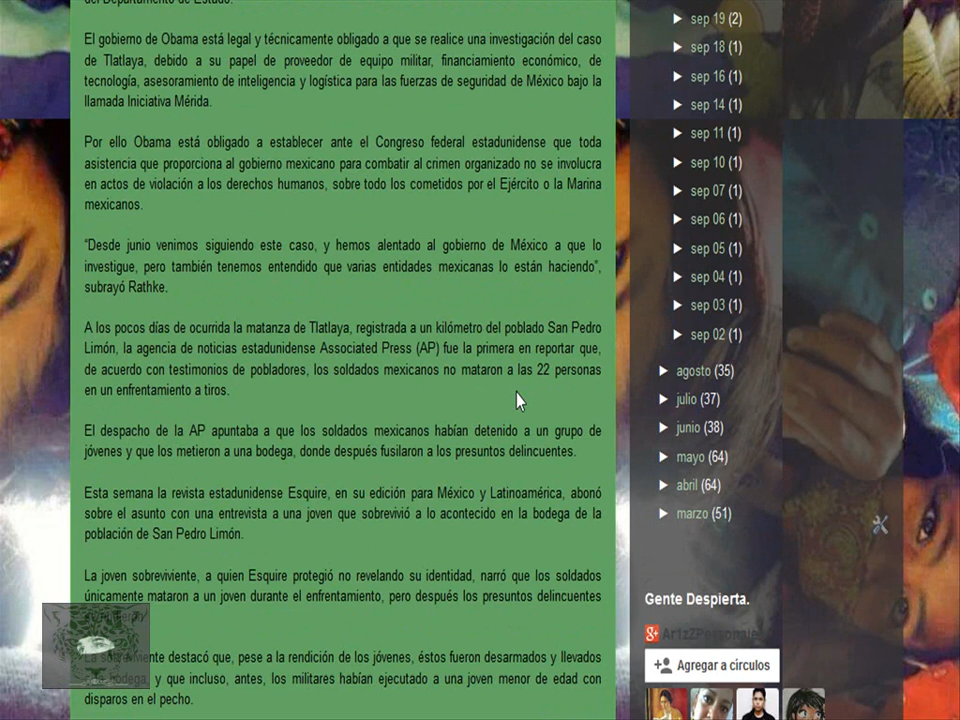 del Departamento de Estado.
El gobierno de Obama está legal y técnicamente obligado a que se realice una investigación del caso
de Tlatlaya, debido a su papel de proveedor de equipo militar, financiamiento económico, de
tecnología, asesoramiento de inteligencia y logística para las fuerzas de seguridad de México bajo la
llamada Iniciativa Mérida.
Por ello Obama está obligado a establecer ante el Congreso federal estadunidense que toda
asistencia que proporciona al gobierno mexicano para combatir al crimen organizado no se involucra
en actos de violación a los derechos humanos, sobre todo los cometidos por el Ejército o la Marina
mexicanos.
“Desde junio venimos siguiendo este caso, y hemos alentado al gobierno de México a que lo
investigue, pero también tenemos entendido que varias entidades mexicanas lo están haciendo”,
subrayó Rathke.
A los pocos días de ocurrida la matanza de Tlatlaya, registrada a un kilómetro del poblado San Pedro
Limón, la agencia de noticias estadunidense Associated Press (AP) fue la primera en reportar que,
de acuerdo con testimonios de pobladores, los soldados mexicanos no mataron a las 22 personas
en un enfrentamiento a tiros.
El despacho de la AP apuntaba a que los soldados mexicanos habían detenido a un grupo de
jóvenes y que los metieron a una bodega, donde después fusilaron a los presuntos delincuentes.
Esta semana la revista estadunidense Esquire, en su edición para México y Latinoamérica, abonó
sobre el asunto con una entrevista a una joven que sobrevivió a lo acontecido en la bodega de la
población de San Pedro Limón.
La joven sobreviviente, a quien Esquire protegió no revelando su identidad, narró que los soldados
únicamente mataron a un joven durante el enfrentamiento, pero después los presuntos delincuentes
La sobreviviente destacó que, pese a la rendición de los jóvenes, éstos fueron desarmados y llevados
bodega, y que incluso, antes, los militares habían ejecutado a una joven menor de edad con
disparos en el pecho.
► sep 19 (2)
► sep 18 (1)
► sep 16 (1)
► sep 14 (1)
► sep 11 (1)
► sep 10 (1)
► sep 07 (1)
► sep 06 (1)
► sep 05 (1)
► sep 04 (1)
► sep 03 (1)
► sep 02 (1)
► agosto (35)
► julio (37)
► junio (38)
► mayo (64)
► abril (64)
► marzo (51)
Gente Despierta.
g+ Ar1zZPersonaje
Agregar a círculos